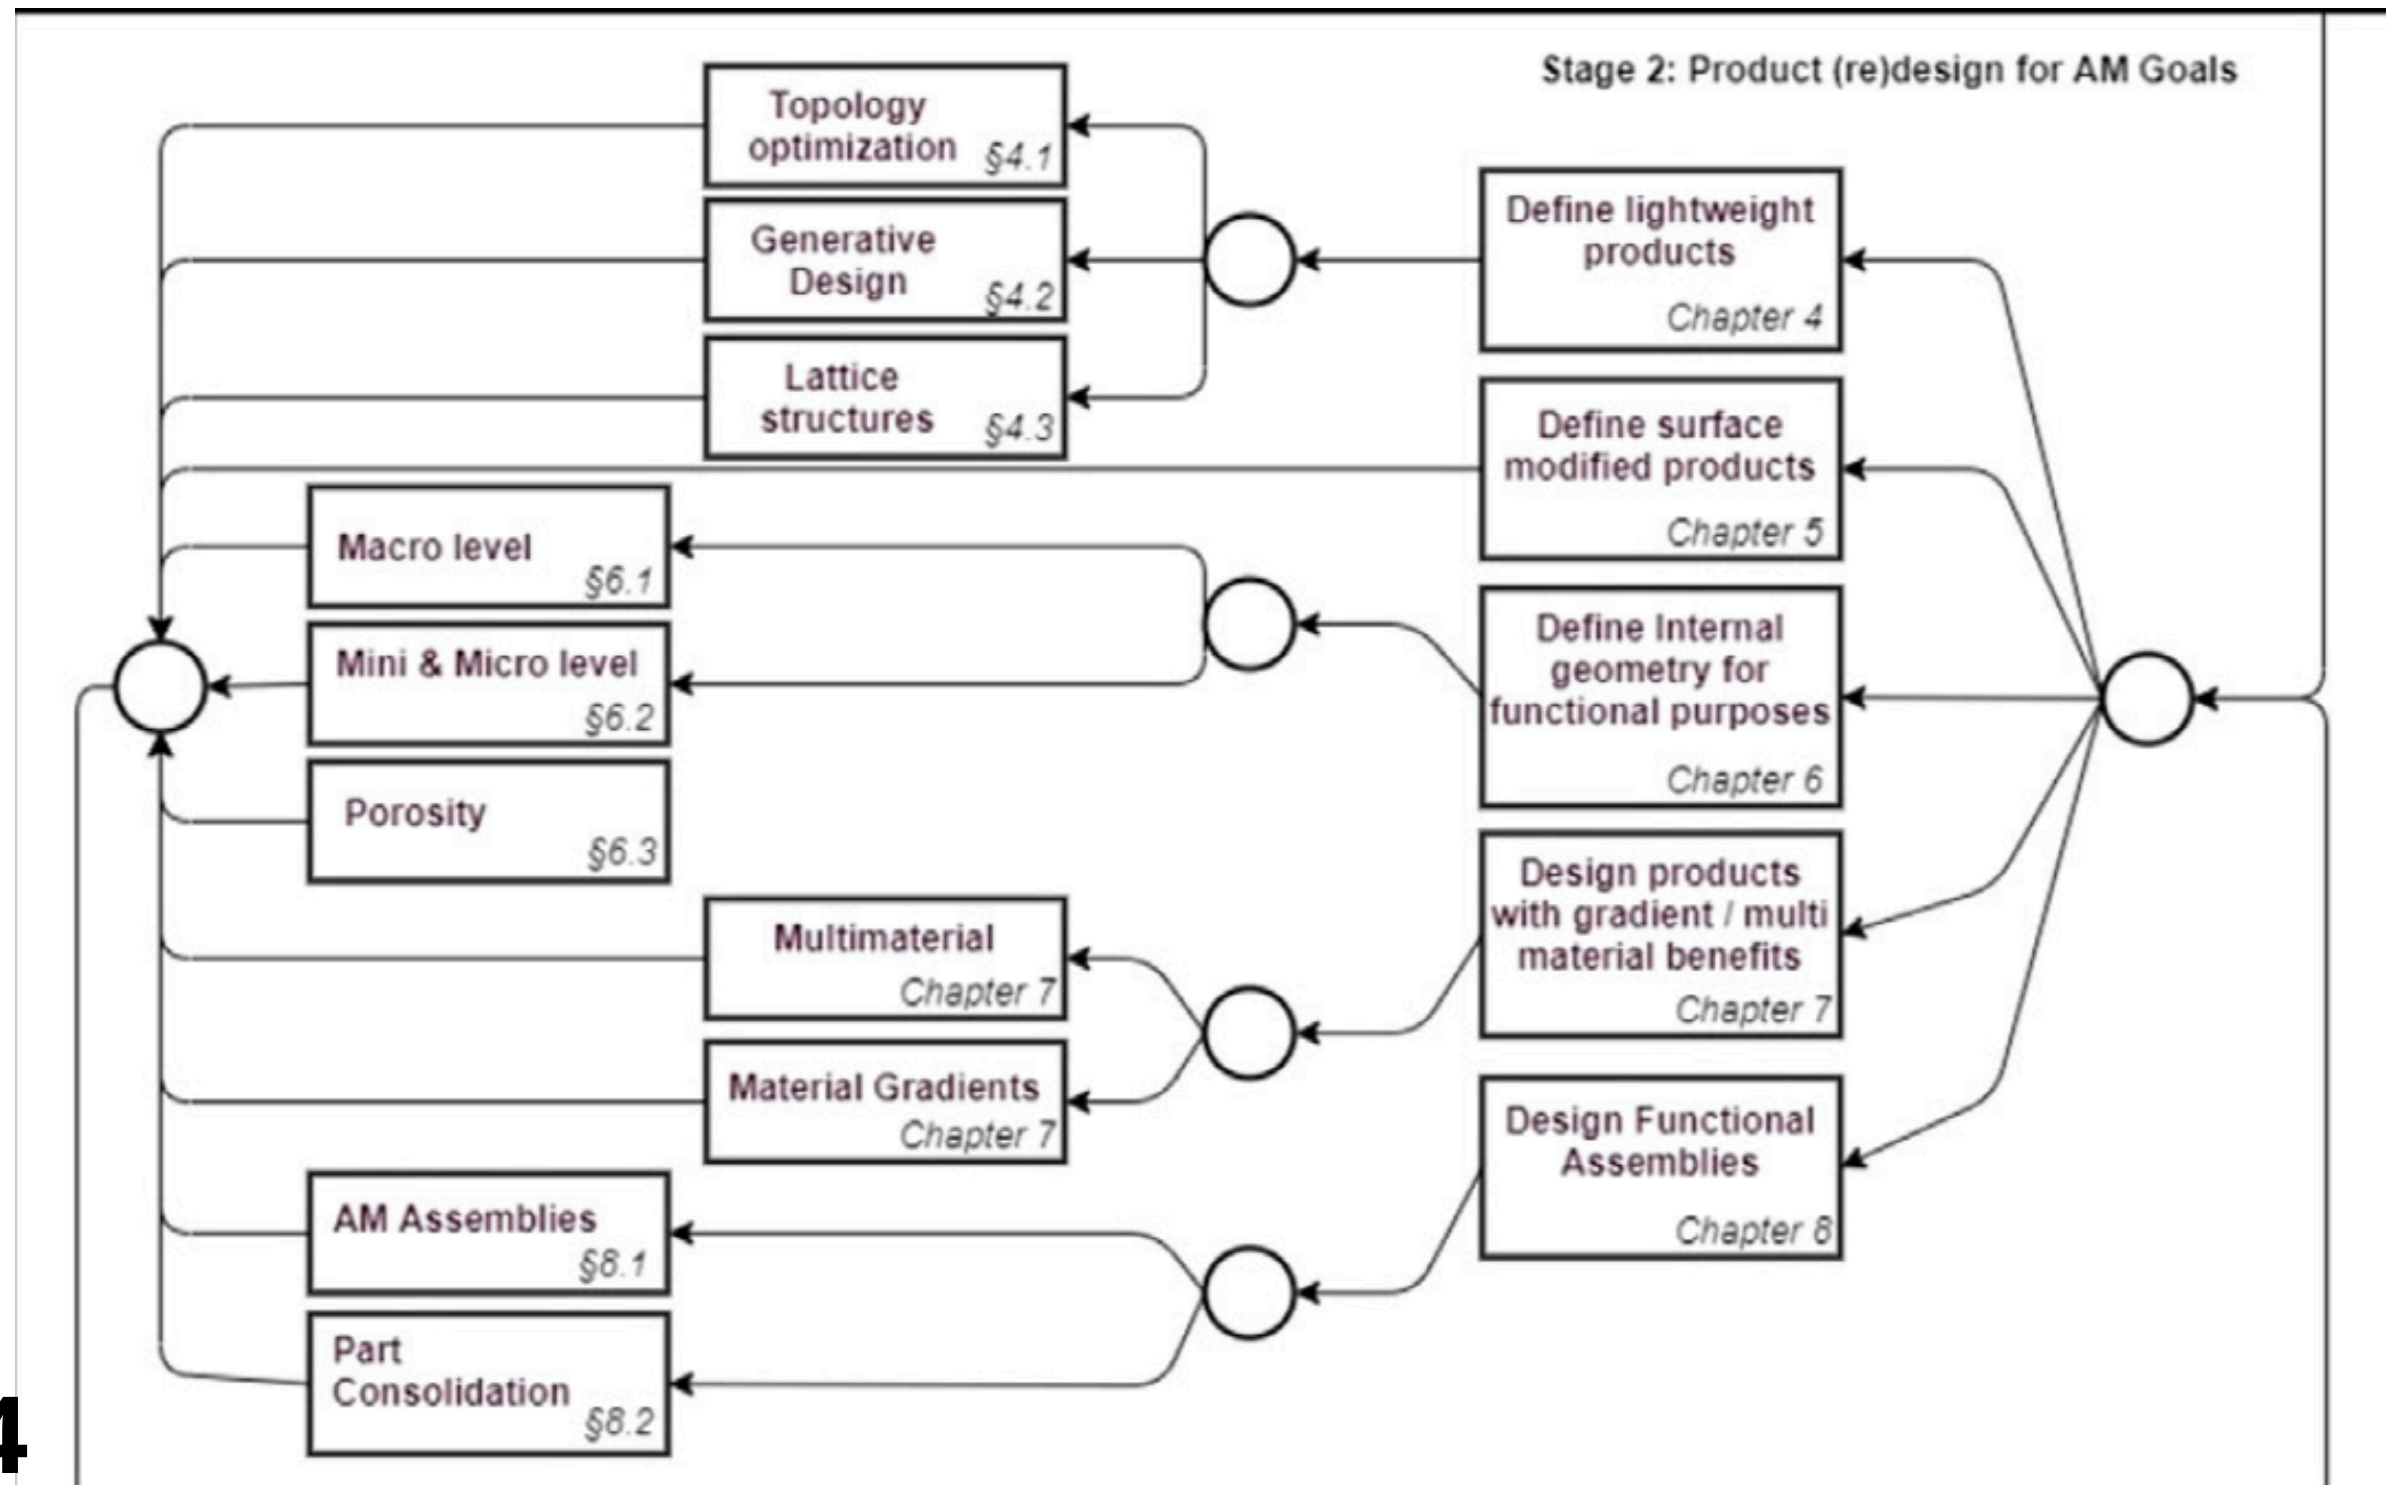 Stage 2: Product (re)design for AM Goals
Topology
optimization
§4.1
Generative
Design
§4.2
Lattice
structures
§4.3
Define lightweight
products
Chapter 4
Define surface
modified products
Chapter 5
Macro level
§6.1
Mini & Micro level
§6.2
Porosity
§6.3
Define Internal
geometry for
functional purposes
Chapter 6
Multimaterial
Chapter 7
Material Gradients
Chapter 7
Design products
with gradient / multi
material benefits
Chapter 7
AM Assemblies
§8.1
Part
Consolidation
§8.2
Design Functional
Assemblies
Chapter 8
4